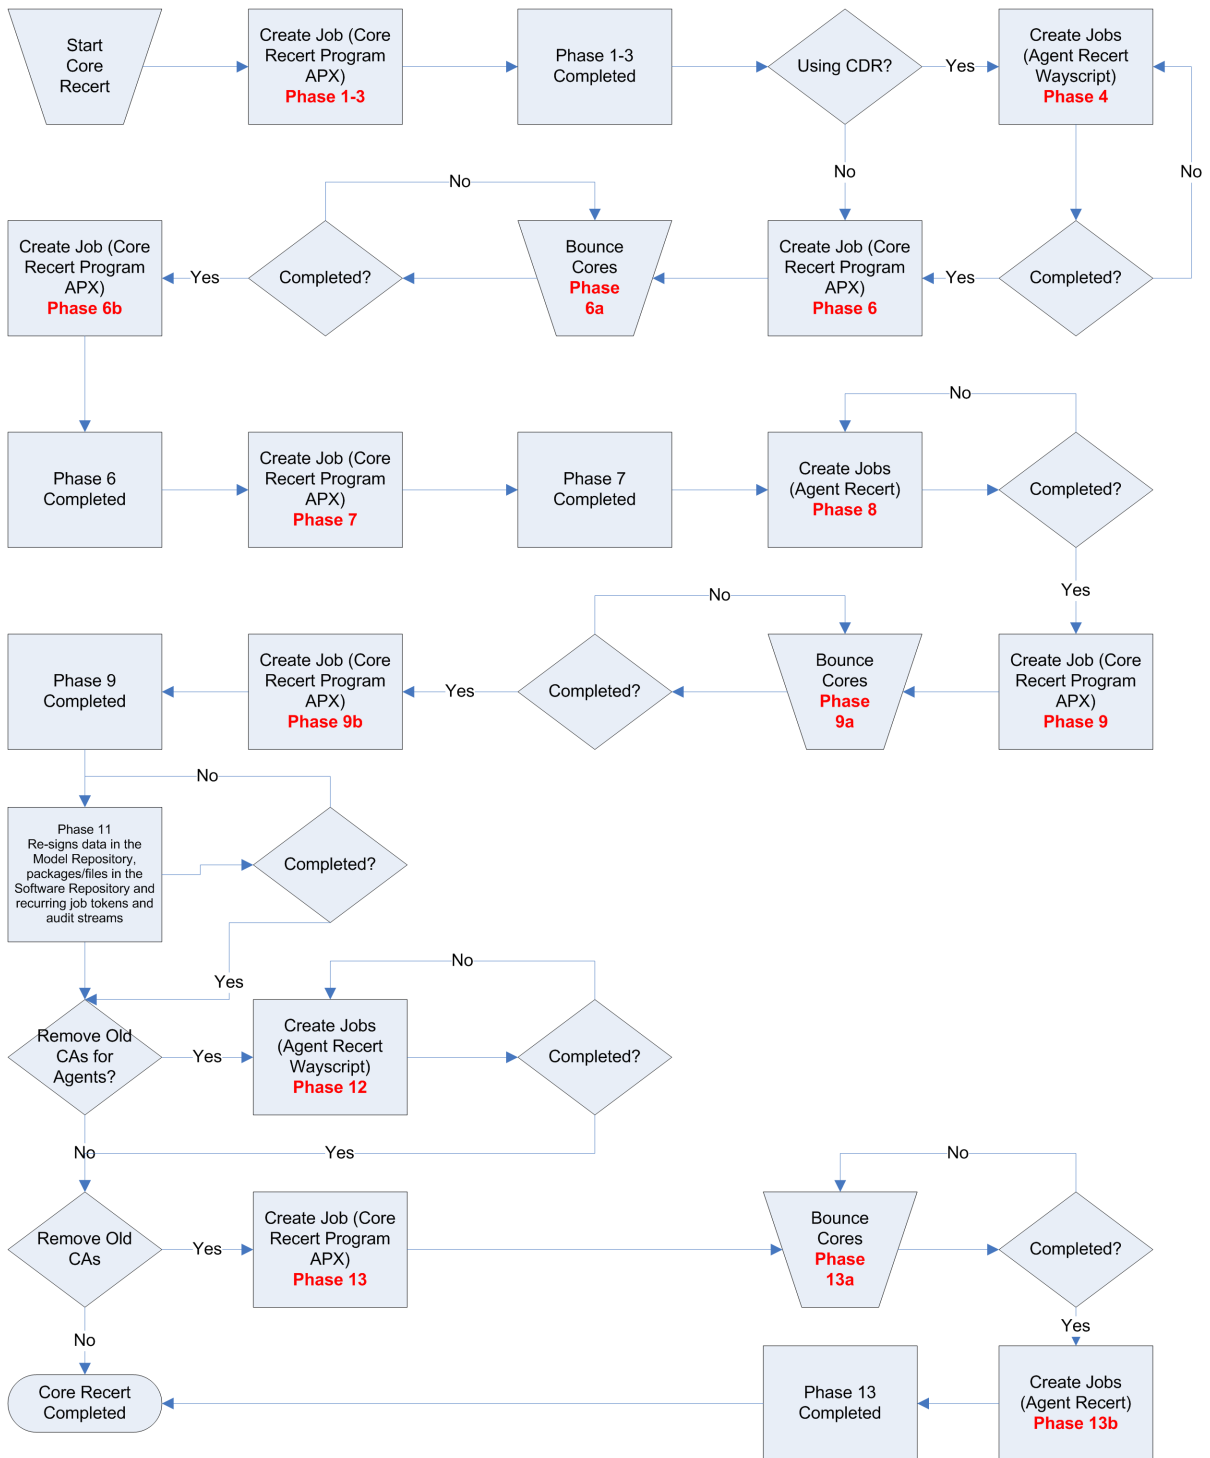 Start
Core
Recert
Create Job (Core
Recert Program
APX)
Phase 1-3
Phase 1-3
Completed
Using CDR?
Yes
Create Jobs
(Agent Recert
Wayscript)
Phase 4
No
No
No
Create Job (Core
Recert Program
APX)
Phase 6b
Yes
Completed?
Bounce
Cores
Phase
6a
Create Job (Core
Recert Program
APX)
Phase 6
Yes
Completed?
No
Phase 6
Completed
Create Job (Core
Recert Program
APX)
Phase 7
Phase 7
Completed
Create Jobs
(Agent Recert)
Phase 8
Completed?
Yes
No
Phase 9
Completed
Create Job (Core
Recert Program
APX)
Phase 9b
Yes
Completed?
Bounce
Cores
Phase
9a
Create Job (Core
Recert Program
APX)
Phase 9
No
Phase 11
Re-signs data in the
Model Repository,
packages/files in the
Software Repository and
recurring job tokens and
audit streams
Completed?
Yes
No
Remove Old
CAs for
Agents?
Yes
Create Jobs
(Agent Recert
Wayscript)
Phase 12
Completed?
No
Yes
No
Remove Old
CAs
Yes
Create Job (Core
Recert Program
APX)
Phase 13
Bounce
Cores
Phase
13a
Completed?
No
Yes
Core Recert
Completed
Phase 13
Completed
Create Jobs
(Agent Recert)
Phase 13b